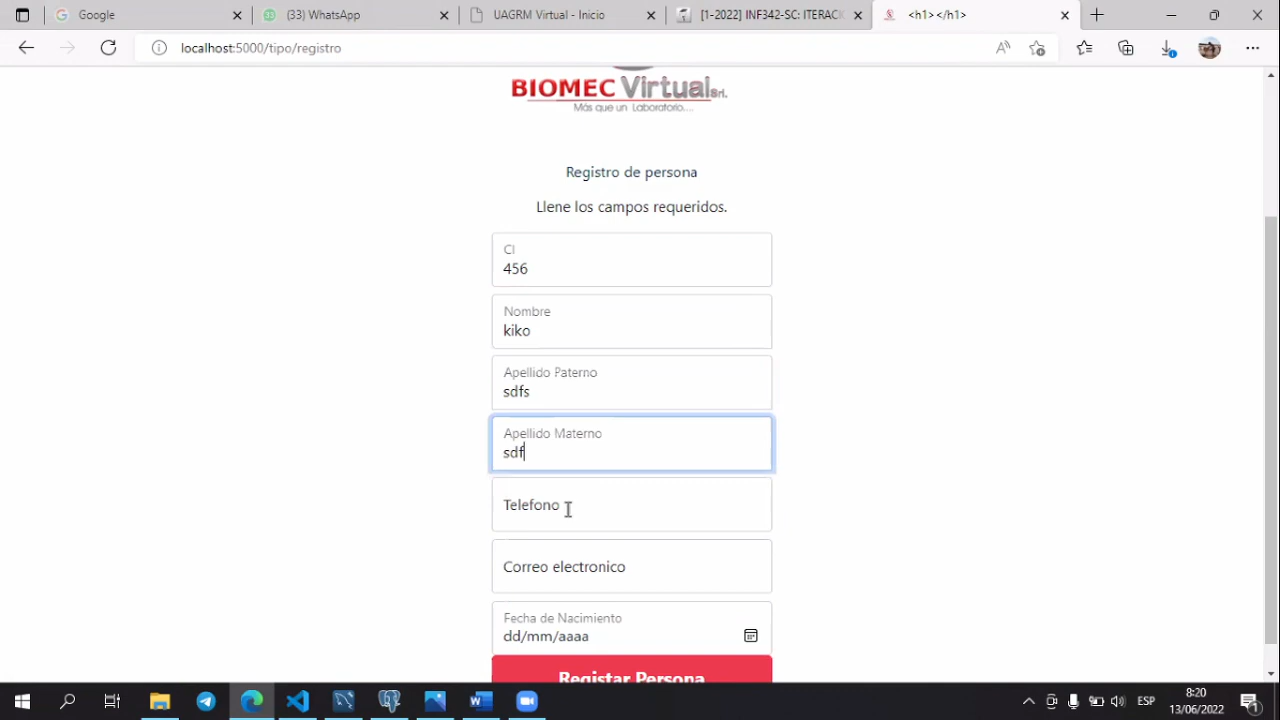 Google
(33) WhatsApp
UAGRM Virtual - Inicio
[1-2022] INF342-SC: ITERACK
<h1></h1>
localhost:5000/tipo/registro
BIOMEC Virtual Srl.
Más que un Laboratorio....
Registro de persona
Llene los campos requeridos.
CI
456
Nombre
kiko
Apellido Paterno
sdfs
Apellido Materno
sdf
Telefono
Correo electronico
Fecha de Nacimiento
dd/mm/aaaa
Registar Persona
ESP
8:20
13/06/2022
1